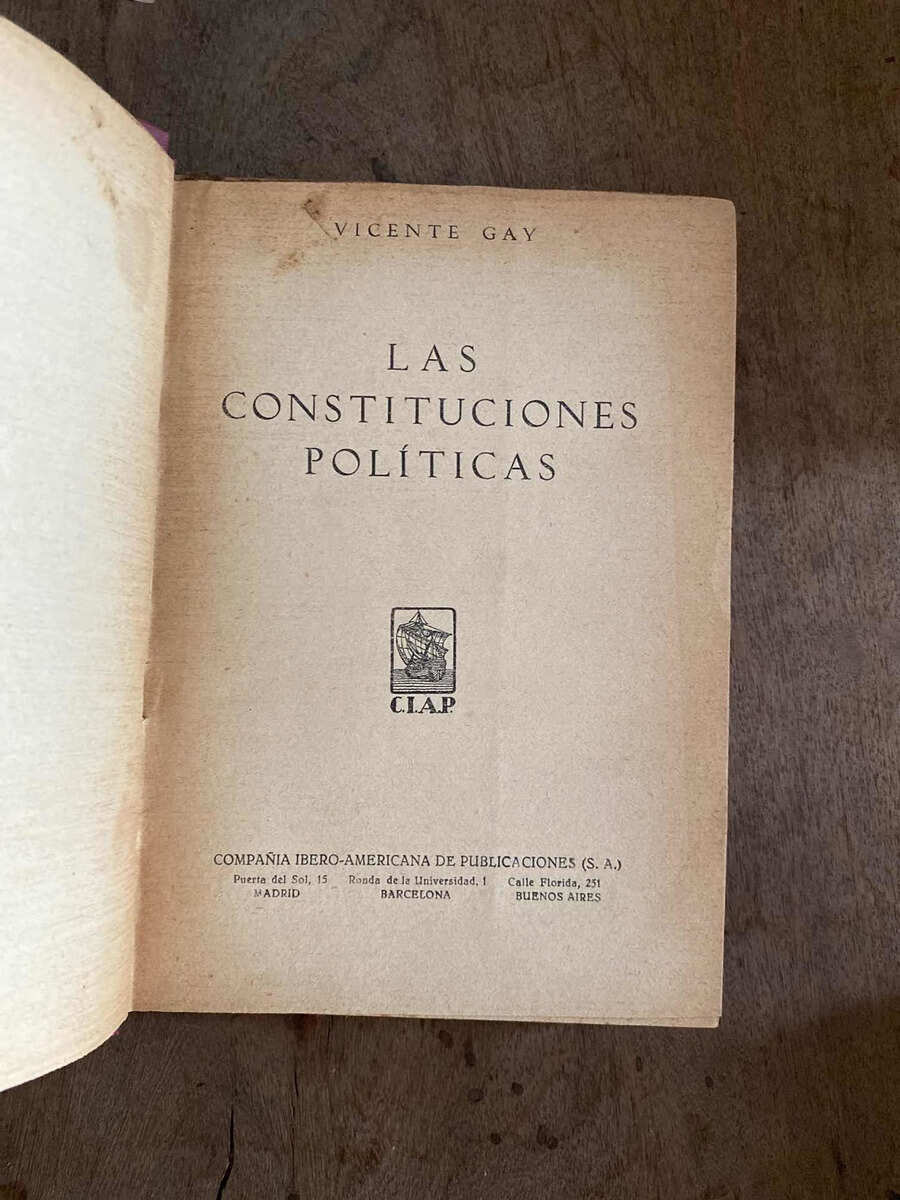 VICENTE GAY
LAS
CONSTITUCIONES
POLÍTICAS
C.I.A.P.
COMPAÑIA IBERO-AMERICANA DE PUBLICACIONES (S. A.)
Puerta del Sol, 15 Ronda de la Universidad, 1 Calle Florida, 251
MADRID BARCELONA BUENOS AIRES